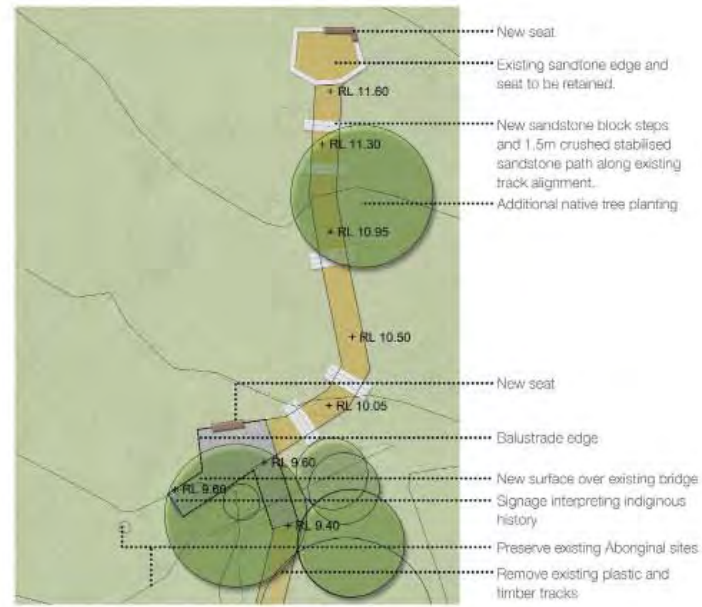 New seat
Existing sandtone edge and
seat to be retained.
+ RL 11.60
New sandstone block steps
and 1.5m crushed stabilised
sandstone path along existing
track alignment.
+ RL 11.30
Additional native tree planting
+ RL 10.95
+ RL 10.50
New seat
+ RL 10.05
Balustrade edge
+ RL 9.60
New surface over existing bridge
+ RL 9.60
Signage interpreting indiginous
history
+ RL 9.40
Preserve existing Aboriginal sites
Remove existing plastic and
timber tracks